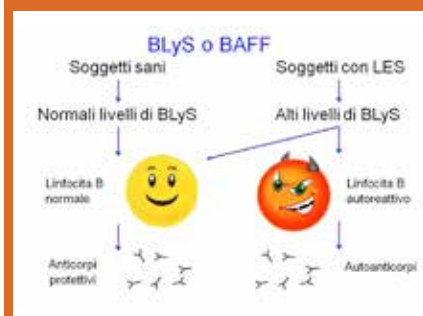 BLyS o BAFF
Soggetti sani
Soggetti con LES
Normali livelli di BLyS
Alti livelli di BLyS
Linfocita B
normale
Linfocita B
autoreattivo
Anticorpi
protettivi
Autoanticorpi